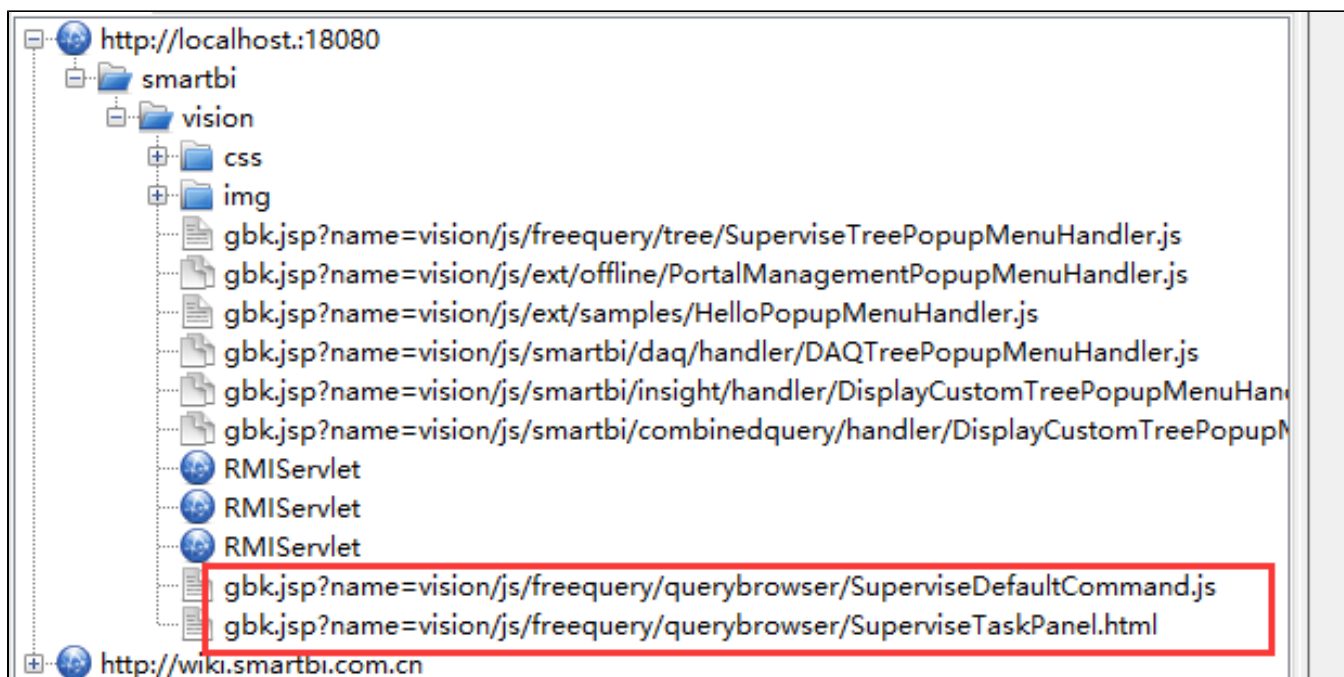 http://localhost.:18080
smartbi
vision
css
img
gbk.jsp?name=vision/js/freequery/tree/SuperviseTreePopupMenuHandler.js
gbk.jsp?name=vision/js/ext/offline/PortalManagementPopupMenuHandler.js
gbk.jsp?name=vision/js/ext/samples/HelloPopupMenuHandler.js
gbk.jsp?name=vision/js/smartbi/daq/handler/DAQTreePopupMenuHandler.js
gbk.jsp?name=vision/js/smartbi/insight/handler/DisplayCustomTreePopupMenuHan
gbk.jsp?name=vision/js/smartbi/combinedquery/handler/DisplayCustomTreePopup
RMIServlet
RMIServlet
RMIServlet
gbk.jsp?name=vision/js/freequery/querybrowser/SuperviseDefaultCommand.js
gbk.jsp?name=vision/js/freequery/querybrowser/SuperviseTaskPanel.html
http://wiki.smartbi.com.cn